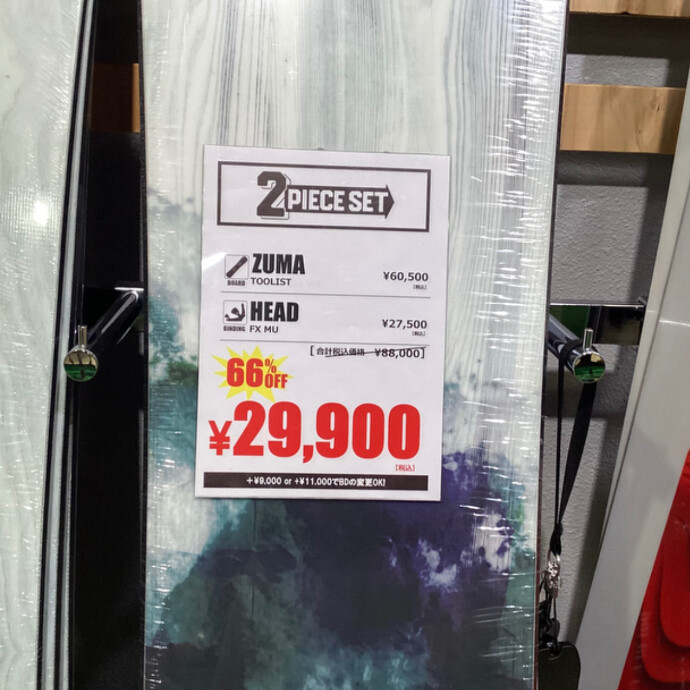 2 PIECE SET
ZUMA
BOARD TOOLIST ¥60,500
[税込]
HEAD
BINDING FX MU ¥27,500
[税込]
[合計税込価格 ¥88,000]
66%OFF
¥29,900
[税込]
+¥9,000 or +¥11,000でBDの変更OK!